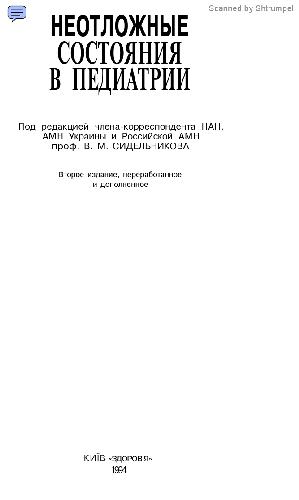 Scanned by Shtrumpel
НЕОТЛОЖНЫЕ
СОСТОЯНИЯ
В ПЕДИАТРИИ
Под редакцией члена-корреспондента НАН,
АМН Украины и Российской АМН
проф. В. М. СИДЕЛЬНИКОВА
Второе издание, переработанное
и дополненное
КИЇВ «ЗДОРОВ'Я»
1994